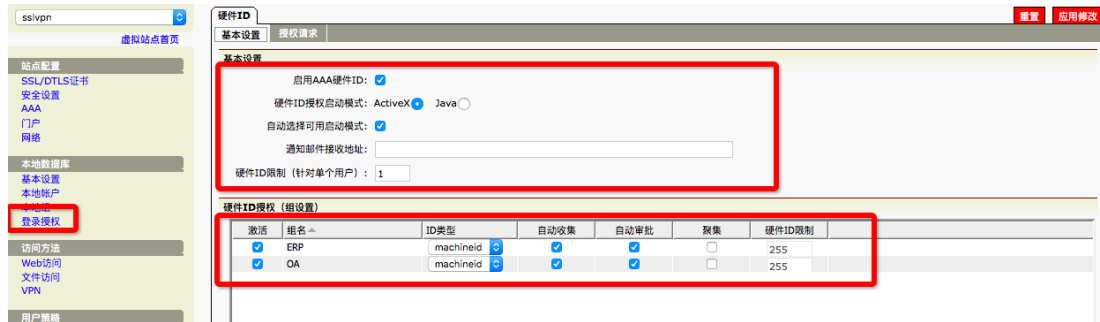 sslvpn
虚拟站点首页
站点配置
SSL/DTLS证书
安全设置
AAA
门户
网络
本地数据库
基本设置
本地帐户
本地组
登录授权
访问方法
Web访问
文件访问
VPN
用户策略
硬件ID
重置 应用修改
基本设置 授权请求
基本设置
启用AAA硬件ID:
硬件ID授权启动模式: ActiveX Java
自动选择可用启动模式:
通知邮件接收地址:
硬件ID限制（针对单个用户）: 1
硬件ID授权（组设置）
激活 组名 ID类型 自动收集 自动审批 聚集 硬件ID限制
ERP machineid 255
OA machineid 255